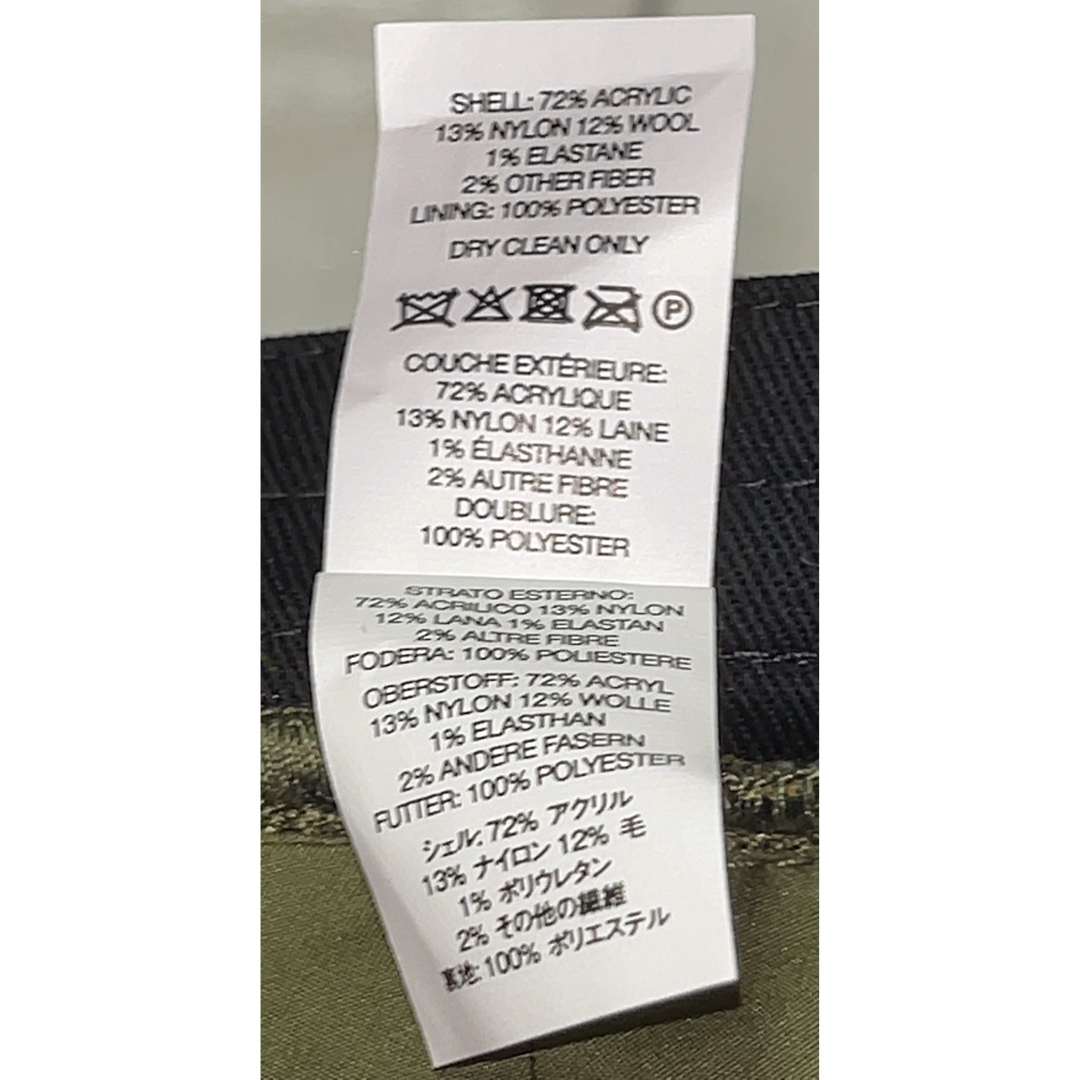 SHELL: 72% ACRYLIC
13% NYLON 12% WOOL
1% ELASTANE
2% OTHER FIBER
LINING: 100% POLYESTER
DRY CLEAN ONLY
P
COUCHE EXTÉRIEURE:
72% ACRYLIQUE
13% NYLON 12% LAINE
1% ÉLASTHANNE
2% AUTRE FIBRE
DOUBLURE:
100% POLYESTER
STRATO ESTERNO:
72% ACRILICO 13% NYLON
12% LANA 1% ELASTAN
2% ALTRE FIBRE
FODERA: 100% POLIESTERE
OBERSTOFF: 72% ACRYL
13% NYLON 12% WOLLE
1% ELASTHAN
2% ANDERE FASERN
FUTTER: 100% POLYESTER
シェル: 72% アクリル
13% ナイロン 12% 毛
1% ポリウレタン
2% その他の繊維
裏地: 100% ポリエステル